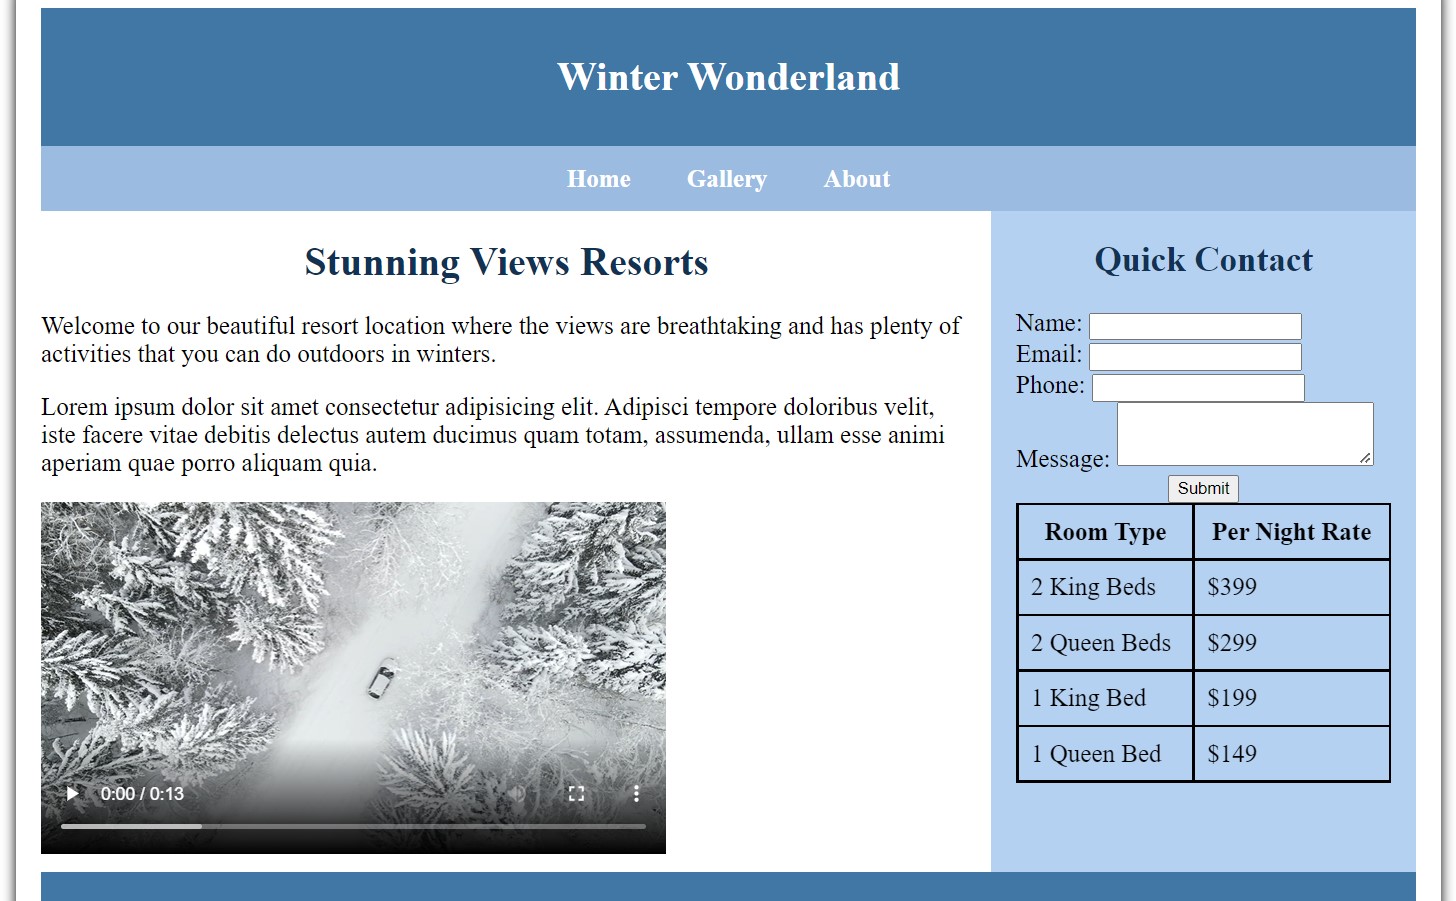 Winter Wonderland
Home Gallery About
Stunning Views Resorts
Welcome to our beautiful resort location where the views are breathtaking and has plenty of
activities that you can do outdoors in winters.
Lorem ipsum dolor sit amet consectetur adipisicing elit. Adipisci tempore doloribus velit,
iste facere vitae debitis delectus autem ducimus quam totam, assumenda, ullam esse animi
aperiam quae porro aliquam quia.
0:00 / 0:13
Quick Contact
Name:
Email:
Phone:
Message:
Submit
Room Type Per Night Rate
2 King Beds $399
2 Queen Beds $299
1 King Bed $199
1 Queen Bed $149